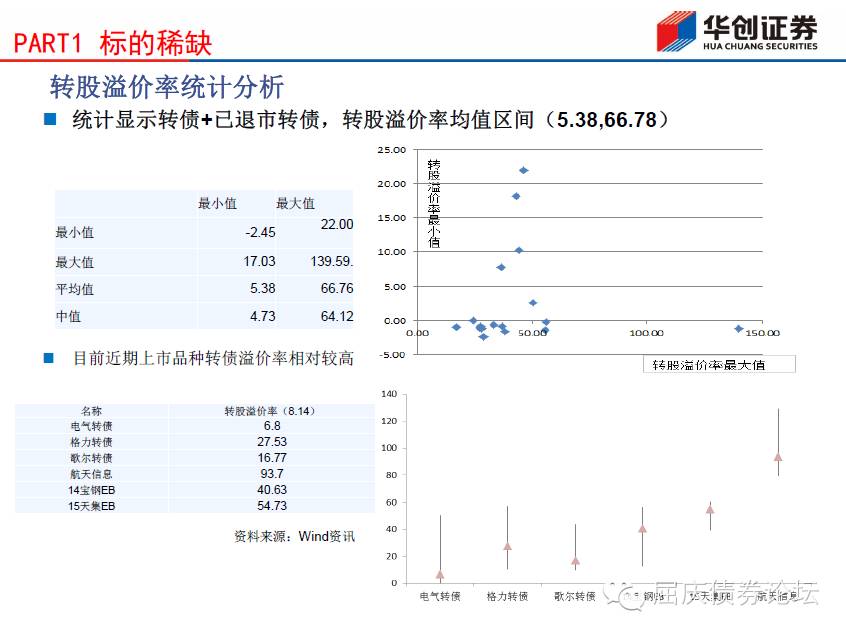 PART1 标的稀缺
华创证券
HUA CHUANG SECURITIES
转股溢价率统计分析
统计显示转债+已退市转债，转股溢价率均值区间（5.38,66.78）
最小值 最大值
最小值 -2.45 22.00
最大值 17.03 139.59.
平均值 5.38 66.76
中值 4.73 64.12
25.00
20.00
15.00
10.00
5.00
0.00
-5.00
转股溢价率最小值
0.00 50.00 100.00 150.00
转股溢价率最大值
目前近期上市品种转债溢价率相对较高
名称 转股溢价率（8.14）
电气转债 6.8
格力转债 27.53
歌尔转债 16.77
航天信息 93.7
14宝钢EB 40.63
15天集EB 54.73
资料来源：Wind资讯
140
120
100
80
60
40
20
0
电气转债 格力转债 歌尔转债 15天集EB 航天信息
屈庆债券论坛